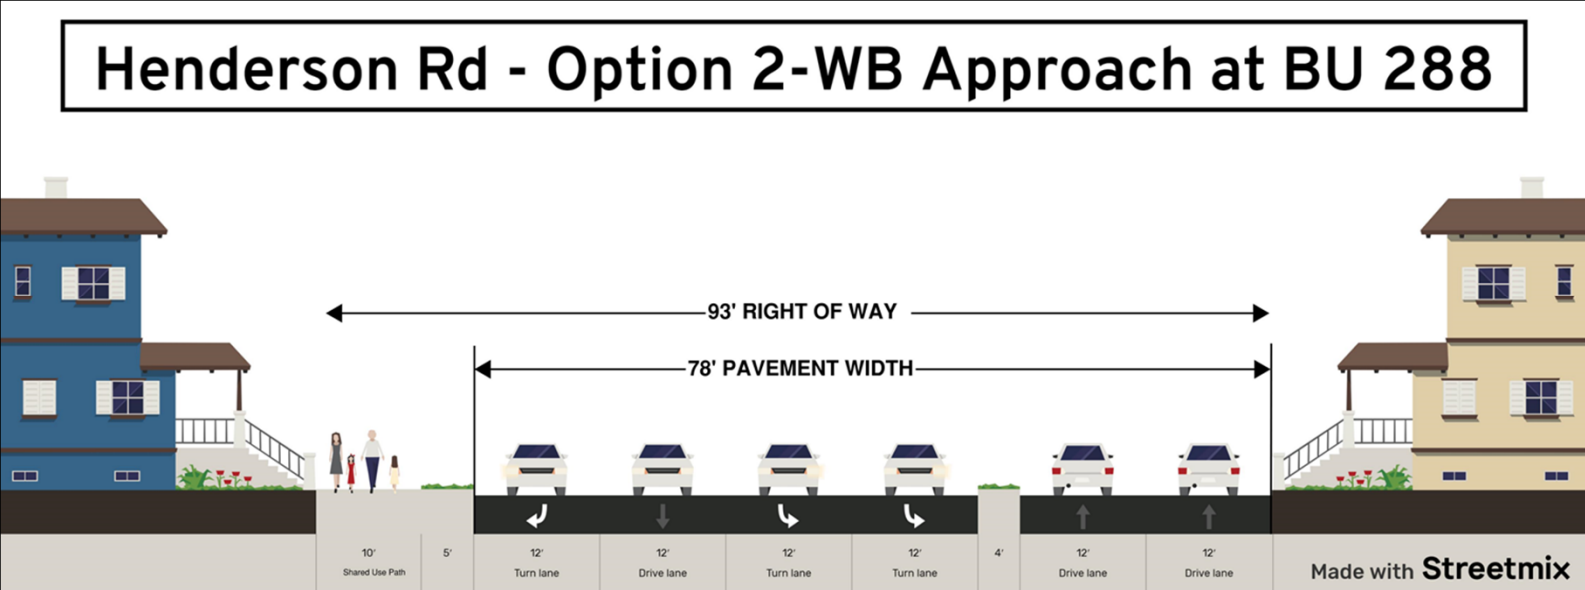 Henderson Rd - Option 2-WB Approach at BU 288
93' RIGHT OF WAY
78' PAVEMENT WIDTH
10' 5' 12' 12' 12' 12' 4' 12' 12'
Shared Use Path Turn lane Drive lane Turn lane Turn lane Drive lane Drive lane
Made with Streetmix